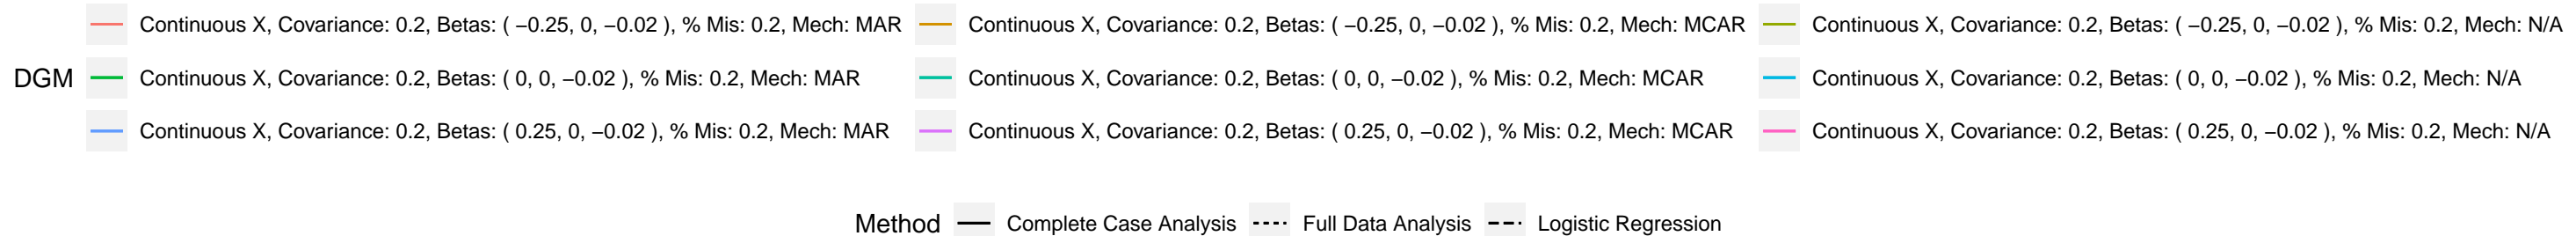 Continuous X, Covariance: 0.2, Betas: ( −0.25, 0, −0.02 ), % Mis: 0.2, Mech: MAR Continuous X, Covariance: 0.2, Betas: ( −0.25, 0, −0.02 ), % Mis: 0.2, Mech: MCAR Continuous X, Covariance: 0.2, Betas: ( −0.25, 0, −0.02 ), % Mis: 0.2, Mech: N/A
DGM Continuous X, Covariance: 0.2, Betas: ( 0, 0, −0.02 ), % Mis: 0.2, Mech: MAR Continuous X, Covariance: 0.2, Betas: ( 0, 0, −0.02 ), % Mis: 0.2, Mech: MCAR Continuous X, Covariance: 0.2, Betas: ( 0, 0, −0.02 ), % Mis: 0.2, Mech: N/A
Continuous X, Covariance: 0.2, Betas: ( 0.25, 0, −0.02 ), % Mis: 0.2, Mech: MAR Continuous X, Covariance: 0.2, Betas: ( 0.25, 0, −0.02 ), % Mis: 0.2, Mech: MCAR Continuous X, Covariance: 0.2, Betas: ( 0.25, 0, −0.02 ), % Mis: 0.2, Mech: N/A
Method Complete Case Analysis Full Data Analysis Logistic Regression